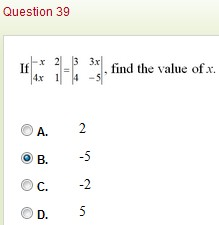 Question 39
If |-x 2| = |3 3x|, find the value of x.
|4x 1| |4 -5|
A. 2
B. -5
C. -2
D. 5